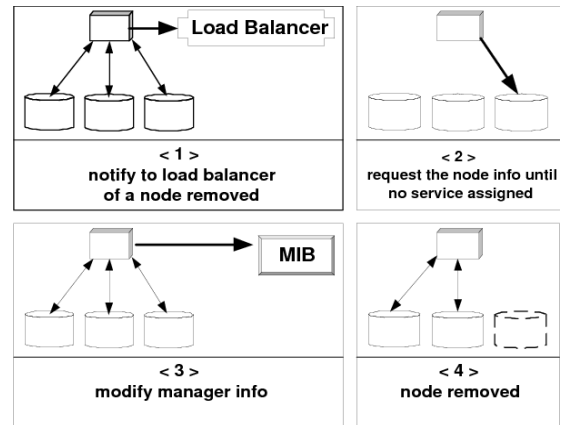 Load Balancer
< 1 >
notify to load balancer
of a node removed
< 2 >
request the node info until
no service assigned
MIB
< 3 >
modify manager info
< 4 >
node removed